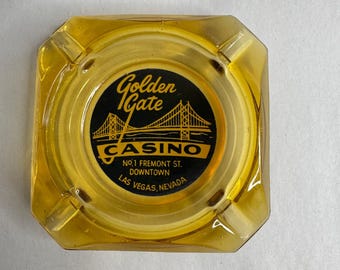 Golden
Gate
CASINO
NO. 1 FREMONT ST.
DOWNTOWN
LAS VEGAS, NEVADA